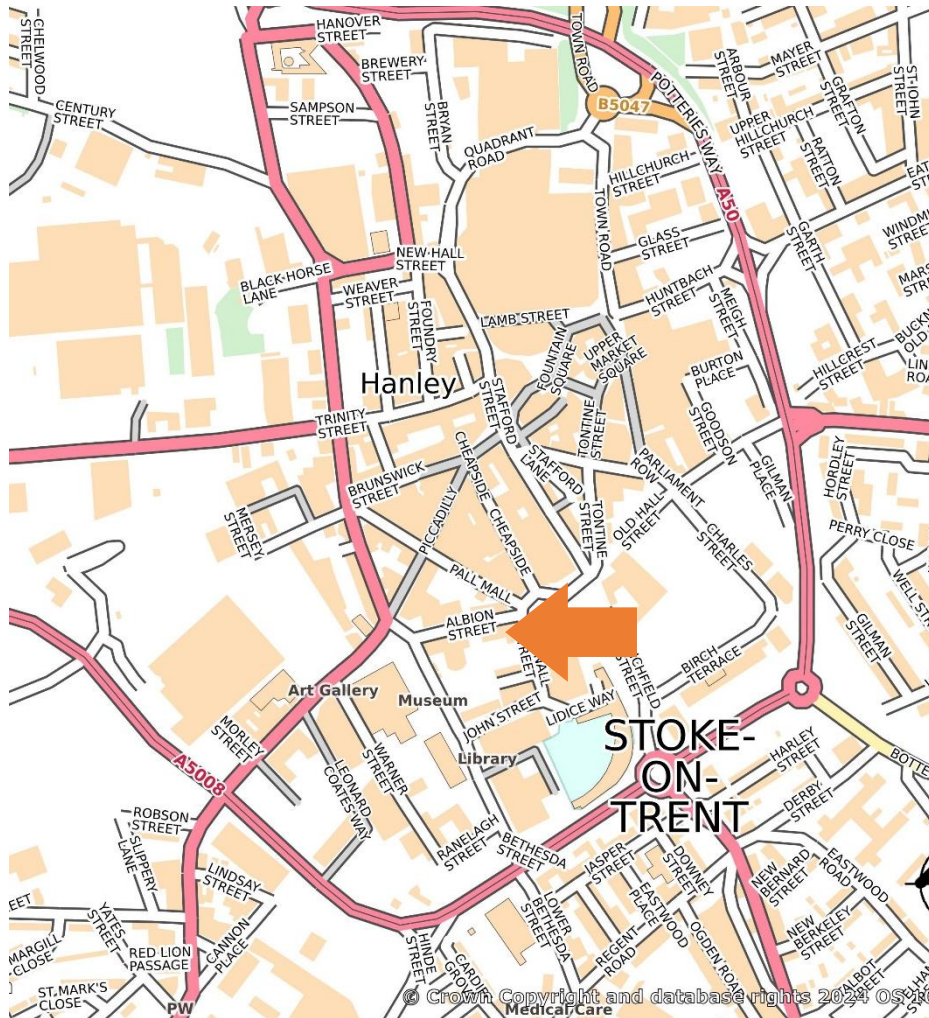 HANOVER
STREET
CHELWOOD
STREET
TOWN ROAD
BREWERY
STREET
MAYER
STREET
ST-JOHN
ARBOUR
STREET
GRAFTON
STREET
POTTERIES WAY
CENTURY
STREET
SAMPSON
STREET
BRYAN
STREET
B5047
UPPER
HILLCHURCH
STREET
RATTON
STREET
QUADRANT
ROAD
HILLCHURCH
STREET
TOWN ROAD
A50
GLASS
STREET
GARTH
STREET
BLACK HORSE
LANE
NEW HALL
STREET
WEAVER
STREET
FOUNDRY
STREET
HUNTBACH
STREET
MEIGH
STREET
LAMB STREET
FOUNTAIN
SQUARE
UPPER
MARKET
SQUARE
HILLCREST
STREET
BURTON
PLACE
Hanley
STAFFORD
STREET
TONTINE
STREET
GOODSON
STREET
TRINITY
STREET
CHEAPSIDE
STAFFORD
LANE
PARLIAMENT
ROW
GILMAN
PLACE
HORDLEY
STREET
BRUNSWICK
STREET
MERSEY
STREET
PICCADILLY
CHEAPSIDE
TONTINE
STREET
OLD HALL
STREET
CHARLES
STREET
PERRY CLOSE
PALL MALL
ALBION
STREET
GILMAN
STREET
BIRCH
TERRACE
Art Gallery
Museum
JOHN STREET
LIDICE WAY
MORLEY
STREET
WARNER
STREET
Library
STOKE-
ON-
TRENT
HARLEY
STREET
A5008
LEONARD
COATES WAY
DERBY
STREET
ROBSON
STREET
SLIPPERY
LANE
RANELAGH
STREET
BETHESDA
STREET
JASPER
STREET
DOWNEY
STREET
NEW
BERNARD
STREET
EASTWOOD
ROAD
LINDSAY
STREET
EASTWOOD
PLACE
YATES
STREET
CANNON
PLACE
LOWER
BETHESDA
STREET
REGENT
ROAD
OGDEN ROAD
NEW
BERKELEY
STREET
RED LION
PASSAGE
HINDE
STREET
ST MARK'S
CLOSE
PW
Medical Care
© Crown Copyright and database rights 2024 OS